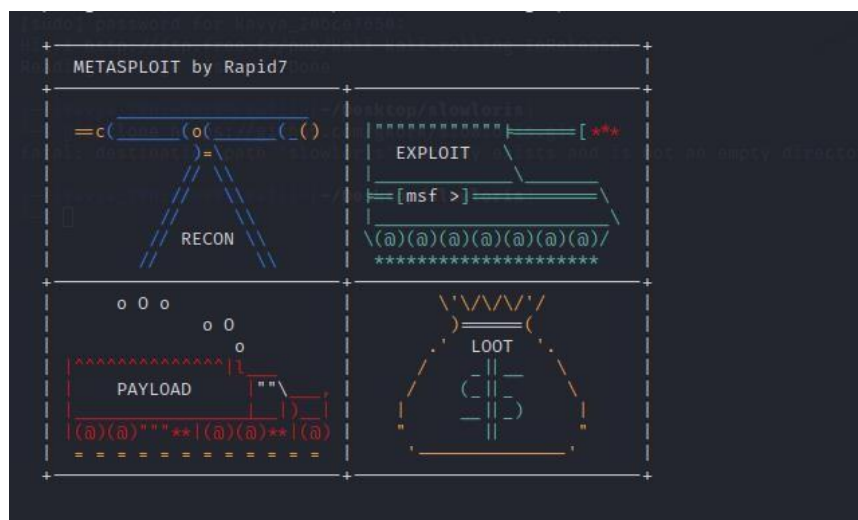 METASPLOIT by Rapid7
RECON
EXPLOIT
[msf >]
PAYLOAD
LOOT